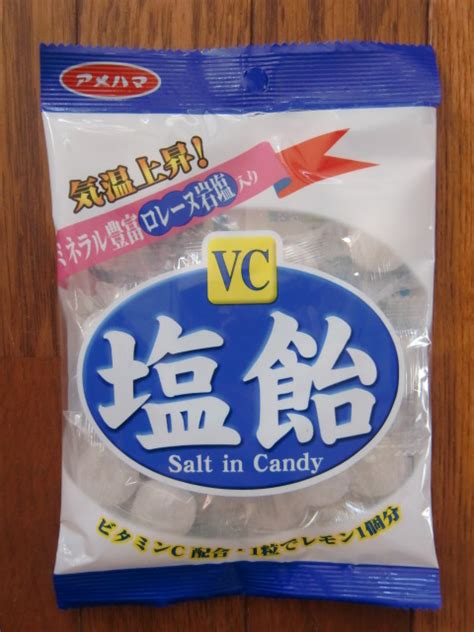 アメハマ
気温上昇!
ミネラル豊富ロレーヌ岩塩入り
VC
塩飴
Salt in Candy
ビタミンC配合・1粒でレモン1個分